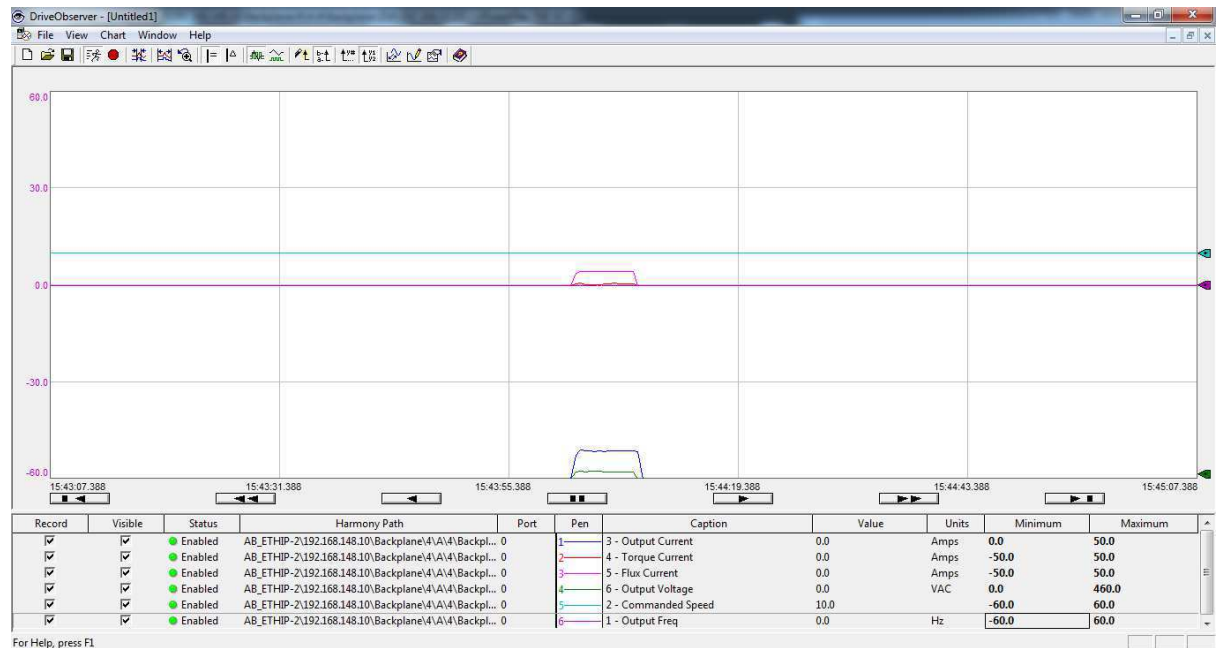 DriveObserver - [Untitled1]
File View Chart Window Help
60.0
30.0
0.0
-30.0
-60.0
15:43:07.388 15:43:31.388 15:43:55.388 15:44:19.388 15:44:43.388 15:45:07.388
Record Visible Status Harmony Path Port Pen Caption Value Units Minimum Maximum
Enabled AB_ETHIP-2\192.168.148.10\Backplane\4\A\4\Backpl... 0 1 3 - Output Current 0.0 Amps 0.0 50.0
Enabled AB_ETHIP-2\192.168.148.10\Backplane\4\A\4\Backpl... 0 2 4 - Torque Current 0.0 Amps -50.0 50.0
Enabled AB_ETHIP-2\192.168.148.10\Backplane\4\A\4\Backpl... 0 3 5 - Flux Current 0.0 Amps -50.0 50.0
Enabled AB_ETHIP-2\192.168.148.10\Backplane\4\A\4\Backpl... 0 4 6 - Output Voltage 0.0 VAC 0.0 460.0
Enabled AB_ETHIP-2\192.168.148.10\Backplane\4\A\4\Backpl... 0 5 2 - Commanded Speed 10.0 -60.0 60.0
Enabled AB_ETHIP-2\192.168.148.10\Backplane\4\A\4\Backpl... 0 6 1 - Output Freq 0.0 Hz -60.0 60.0
For Help, press F1